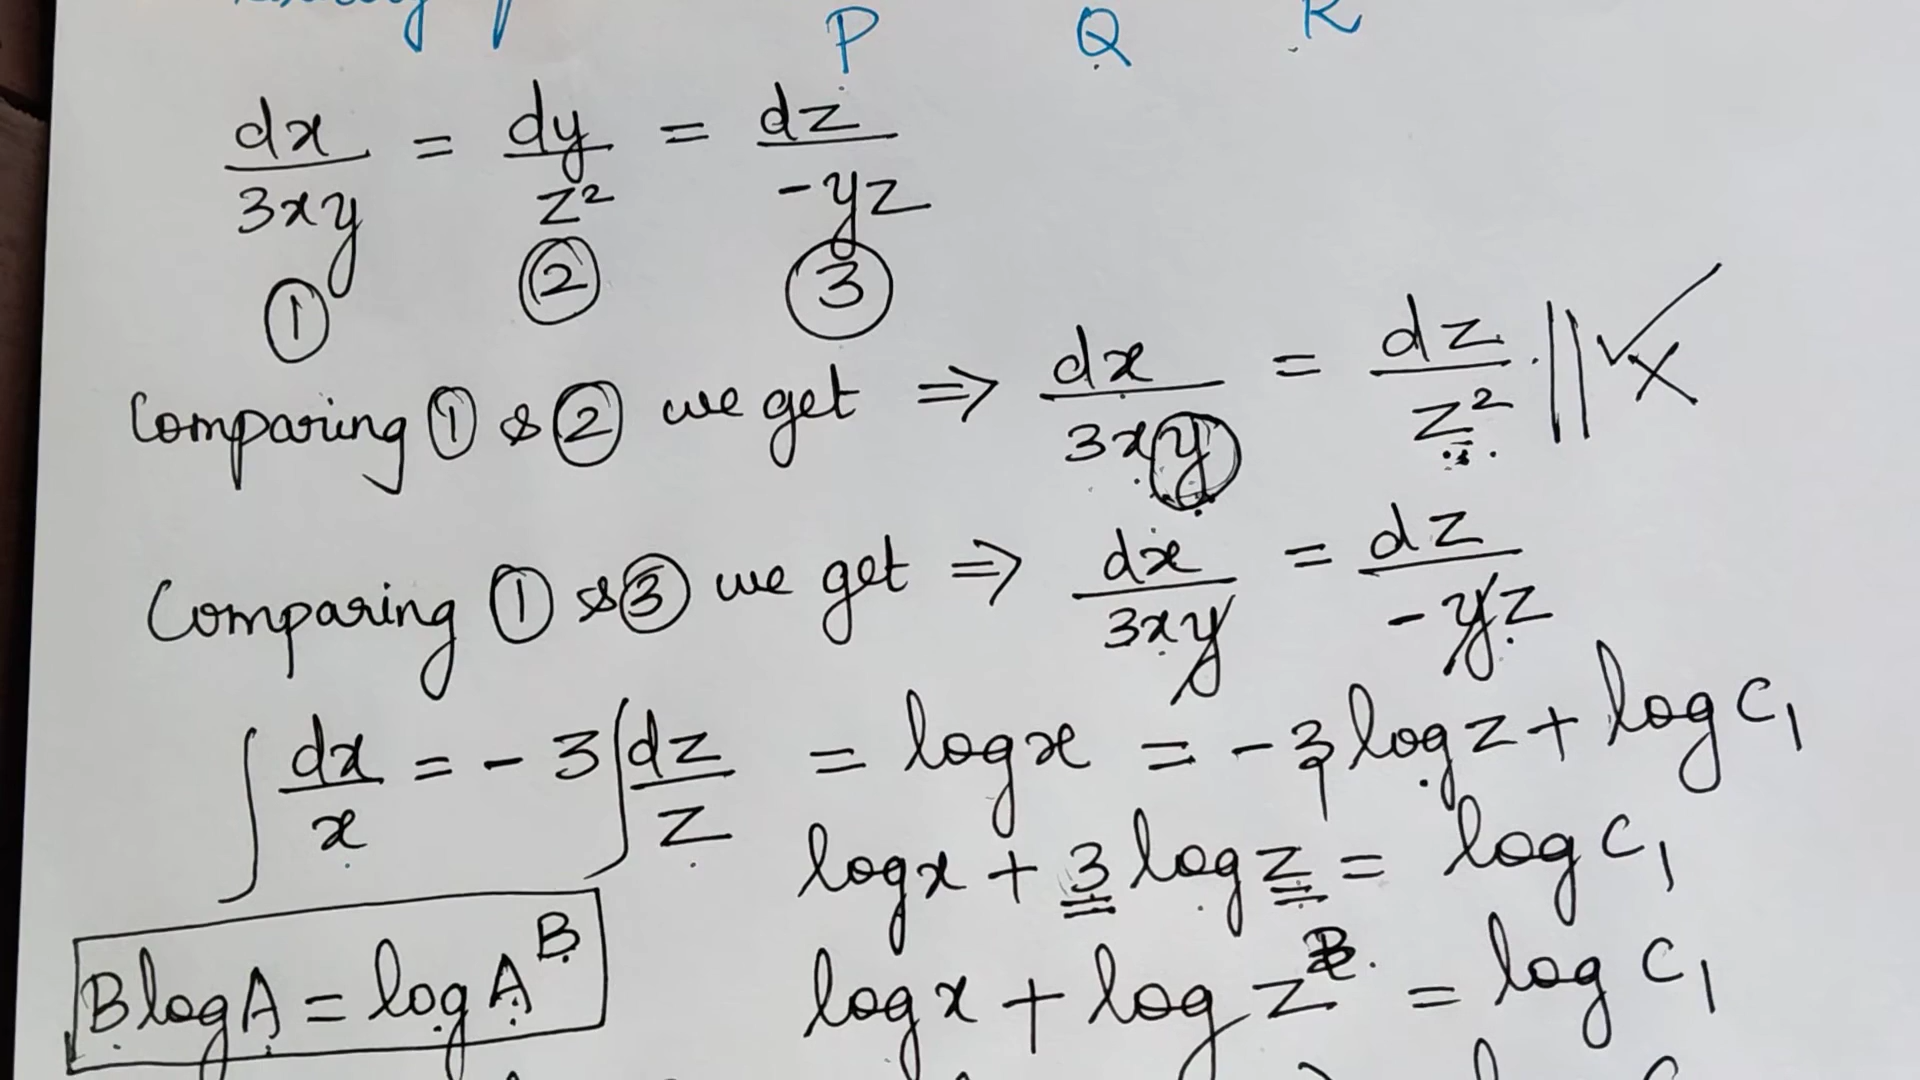 P Q R
dx/3xy = dy/z² = dz/-yz
① ② ③
Comparing ① & ② we get ⇒ dx/3xy = dz/z² || ✓x
Comparing ① & ③ we get ⇒ dx/3xy = dz/-yz
∫ dx/x = - 3 ∫ dz/z = log x = - 3 log z + log c₁
log x + 3 log z = log c₁
B log A = log A^B
log x + log z = log c₁